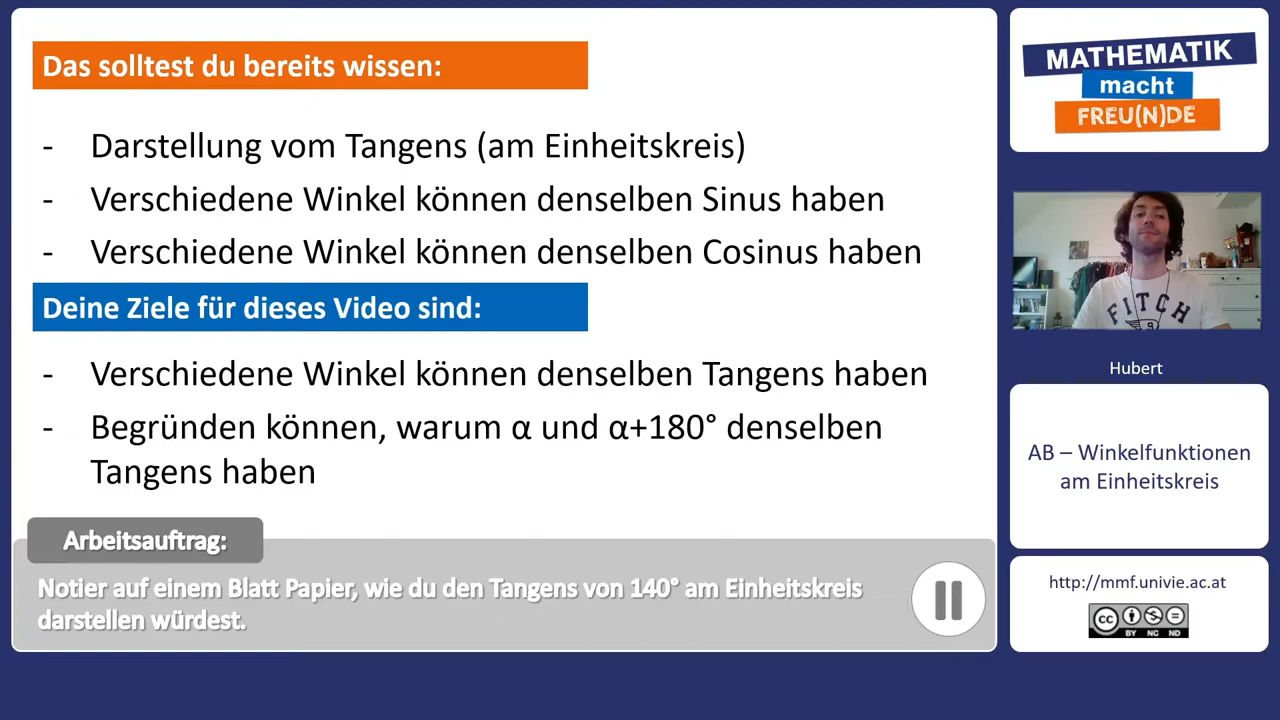 Das solltest du bereits wissen:
- Darstellung vom Tangens (am Einheitskreis)
- Verschiedene Winkel können denselben Sinus haben
- Verschiedene Winkel können denselben Cosinus haben
Deine Ziele für dieses Video sind:
- Verschiedene Winkel können denselben Tangens haben
- Begründen können, warum α und α+180° denselben
Tangens haben
Arbeitsauftrag:
Notier auf einem Blatt Papier, wie du den Tangens von 140° am Einheitskreis
darstellen würdest.
MATHEMATIK
macht
FREU(N)DE
FITCH
9
Hubert
AB – Winkelfunktionen
am Einheitskreis
http://mmf.univie.ac.at
cc
BY NC ND